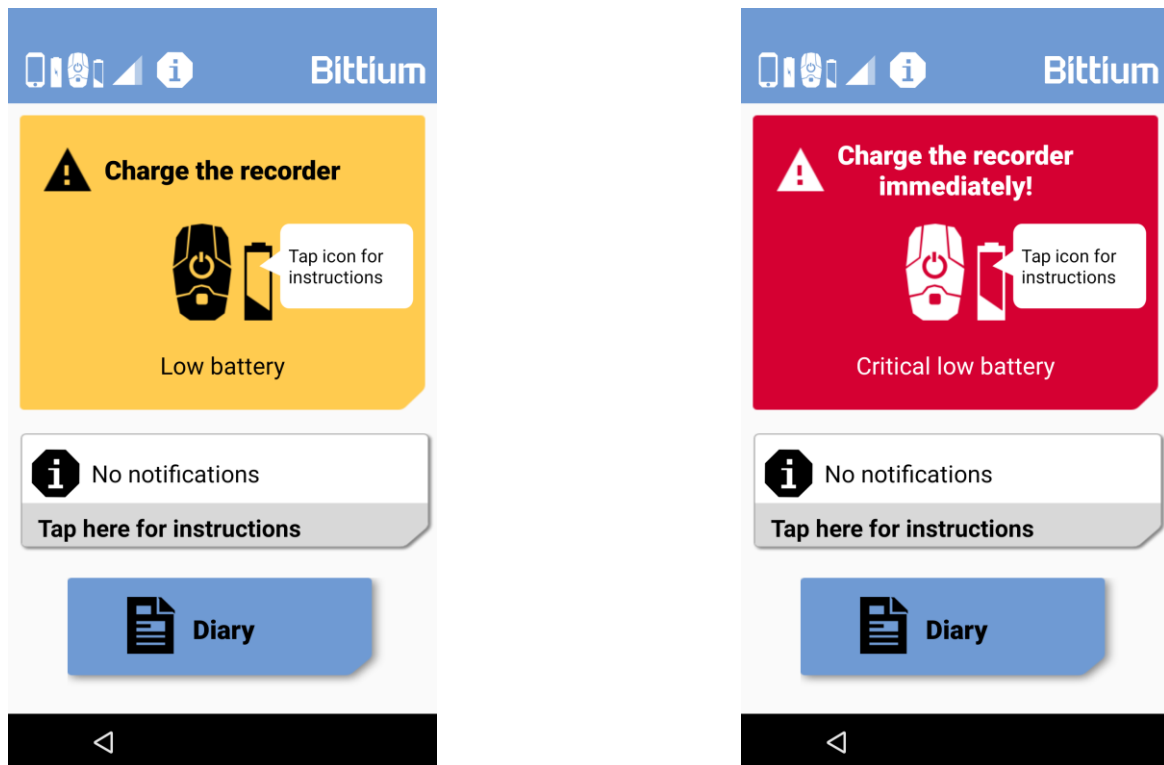 Bittium
Charge the recorder
Tap icon for
instructions
Low battery
No notifications
Tap here for instructions
Diary
Bittium
Charge the recorder
immediately!
Tap icon for
instructions
Critical low battery
No notifications
Tap here for instructions
Diary